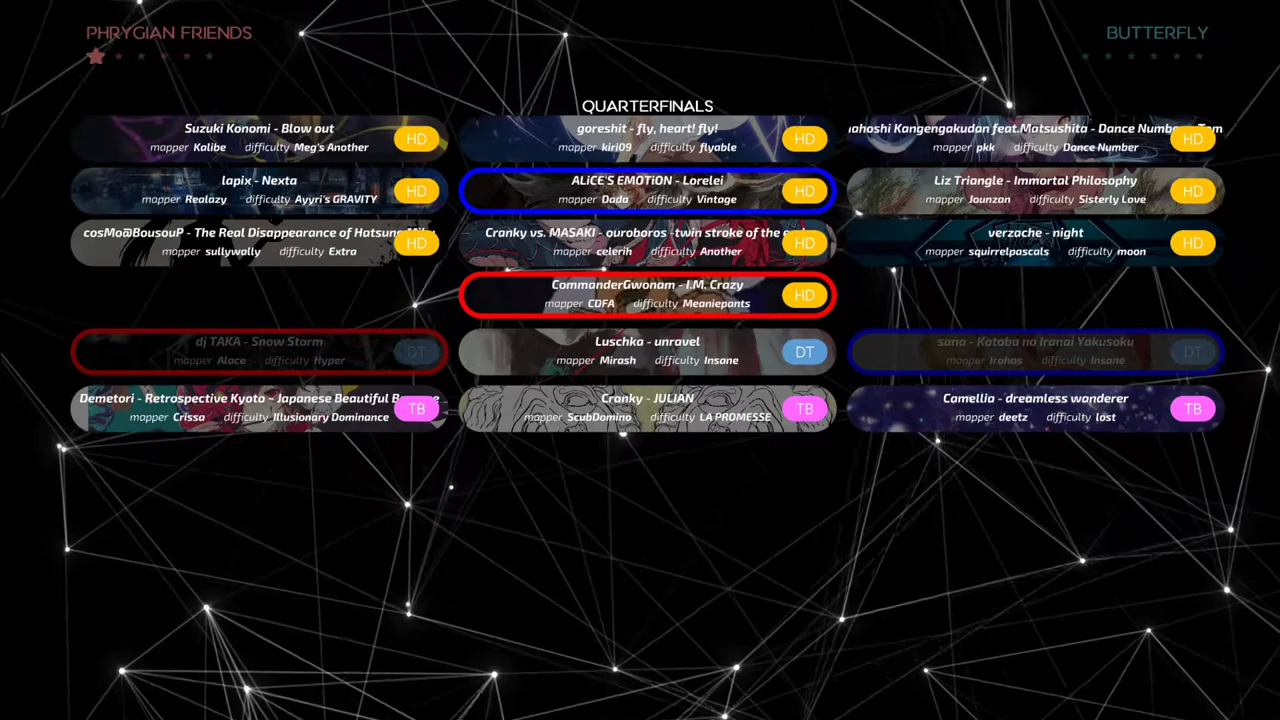 PHRYGIAN FRIENDS
BUTTERFLY
QUARTERFINALS
Suzuki Konomi - Blow out
mapper Kalibe difficulty Meg's Another
HD
goreshit - fly, heart! fly!
mapper kiri09 difficulty flyable
HD
ahoshi Kangengakudan feat.Matsushita - Dance Numb
mapper pkk difficulty Dance Number
HD
lapix - Nexta
mapper Realazy difficulty Ayyri's GRAVITY
HD
ALiCE'S EMOTiON - Lorelei
mapper Dada difficulty Vintage
HD
Liz Triangle - Immortal Philosophy
mapper Jounzan difficulty Sisterly Love
HD
cosMo@BousouP - The Real Disappearance of Hatsune Miku
mapper sullywally difficulty Extra
HD
Cranky vs. MASAKI - ouroboros -twin stroke of the
mapper celerih difficulty Another
HD
verzache - night
mapper squirrelpascals difficulty moon
HD
CommanderGwonam - I.M. Crazy
mapper CDFA difficulty Meaniepants
HD
dj TAKA - Snow Storm
mapper Alace difficulty Hyper
DT
Luschka - unravel
mapper Mirash difficulty Insane
DT
sana - Kotoba no Iranai Yakusoku
mapper Irohas difficulty Insane
DT
Demetori - Retrospective Kyoto ~ Japanese Beautiful
mapper Crissa difficulty Illusionary Dominance
TB
Cranky - JULIAN
mapper ScubDomino difficulty LA PROMESSE
TB
Camellia - dreamless wanderer
mapper deetz difficulty lost
TB